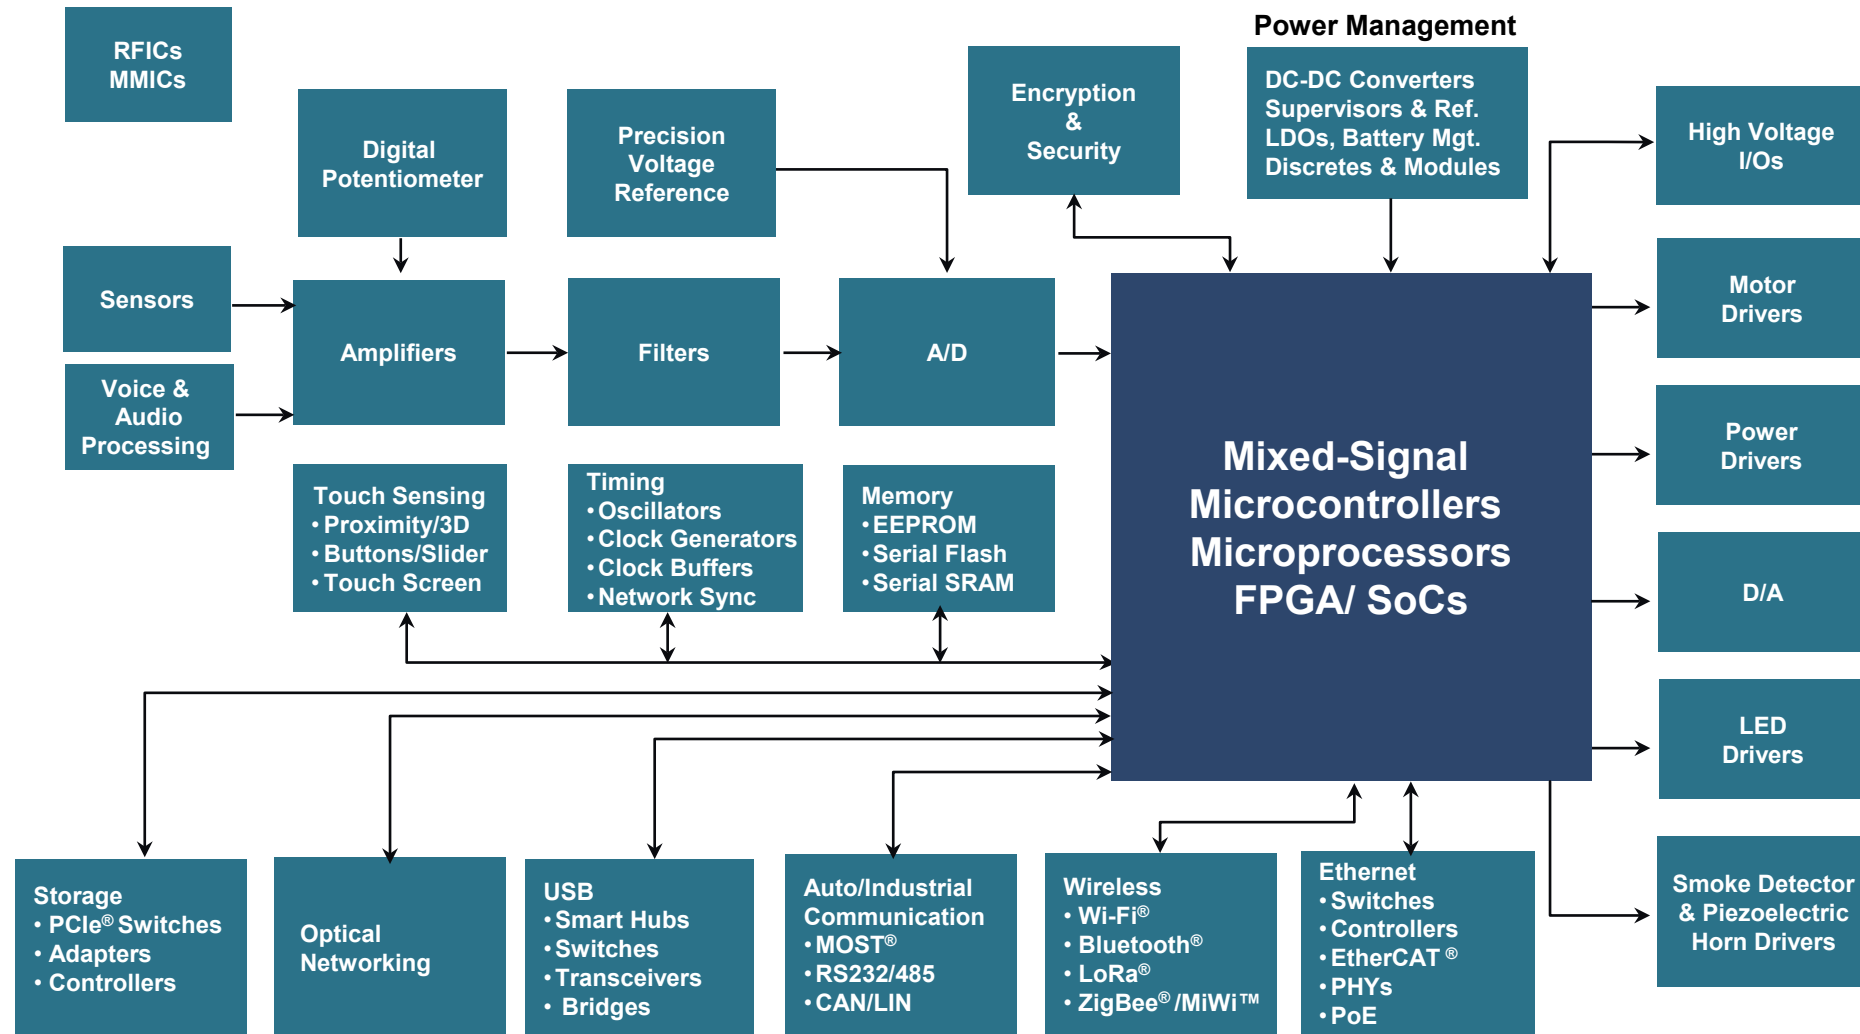 Power Management
RFICs
MMICs
Digital
Potentiometer
Precision
Voltage
Reference
Encryption
&
Security
DC-DC Converters
Supervisors & Ref.
LDOs, Battery Mgt.
Discretes & Modules
High Voltage
I/Os
Sensors
Voice &
Audio
Processing
Amplifiers
Filters
A/D
Motor
Drivers
Power
Drivers
Touch Sensing
• Proximity/3D
• Buttons/Slider
• Touch Screen
Timing
• Oscillators
• Clock Generators
• Clock Buffers
• Network Sync
Memory
• EEPROM
• Serial Flash
• Serial SRAM
Mixed-Signal
Microcontrollers
Microprocessors
FPGA/ SoCs
D/A
LED
Drivers
Storage
• PCIe® Switches
• Adapters
• Controllers
Optical
Networking
USB
• Smart Hubs
• Switches
• Transceivers
• Bridges
Auto/Industrial
Communication
• MOST®
• RS232/485
• CAN/LIN
Wireless
• Wi-Fi®
• Bluetooth®
• LoRa®
• ZigBee® /MiWi™
Ethernet
• Switches
• Controllers
• EtherCAT ®
• PHYs
• PoE
Smoke Detector
& Piezoelectric
Horn Drivers